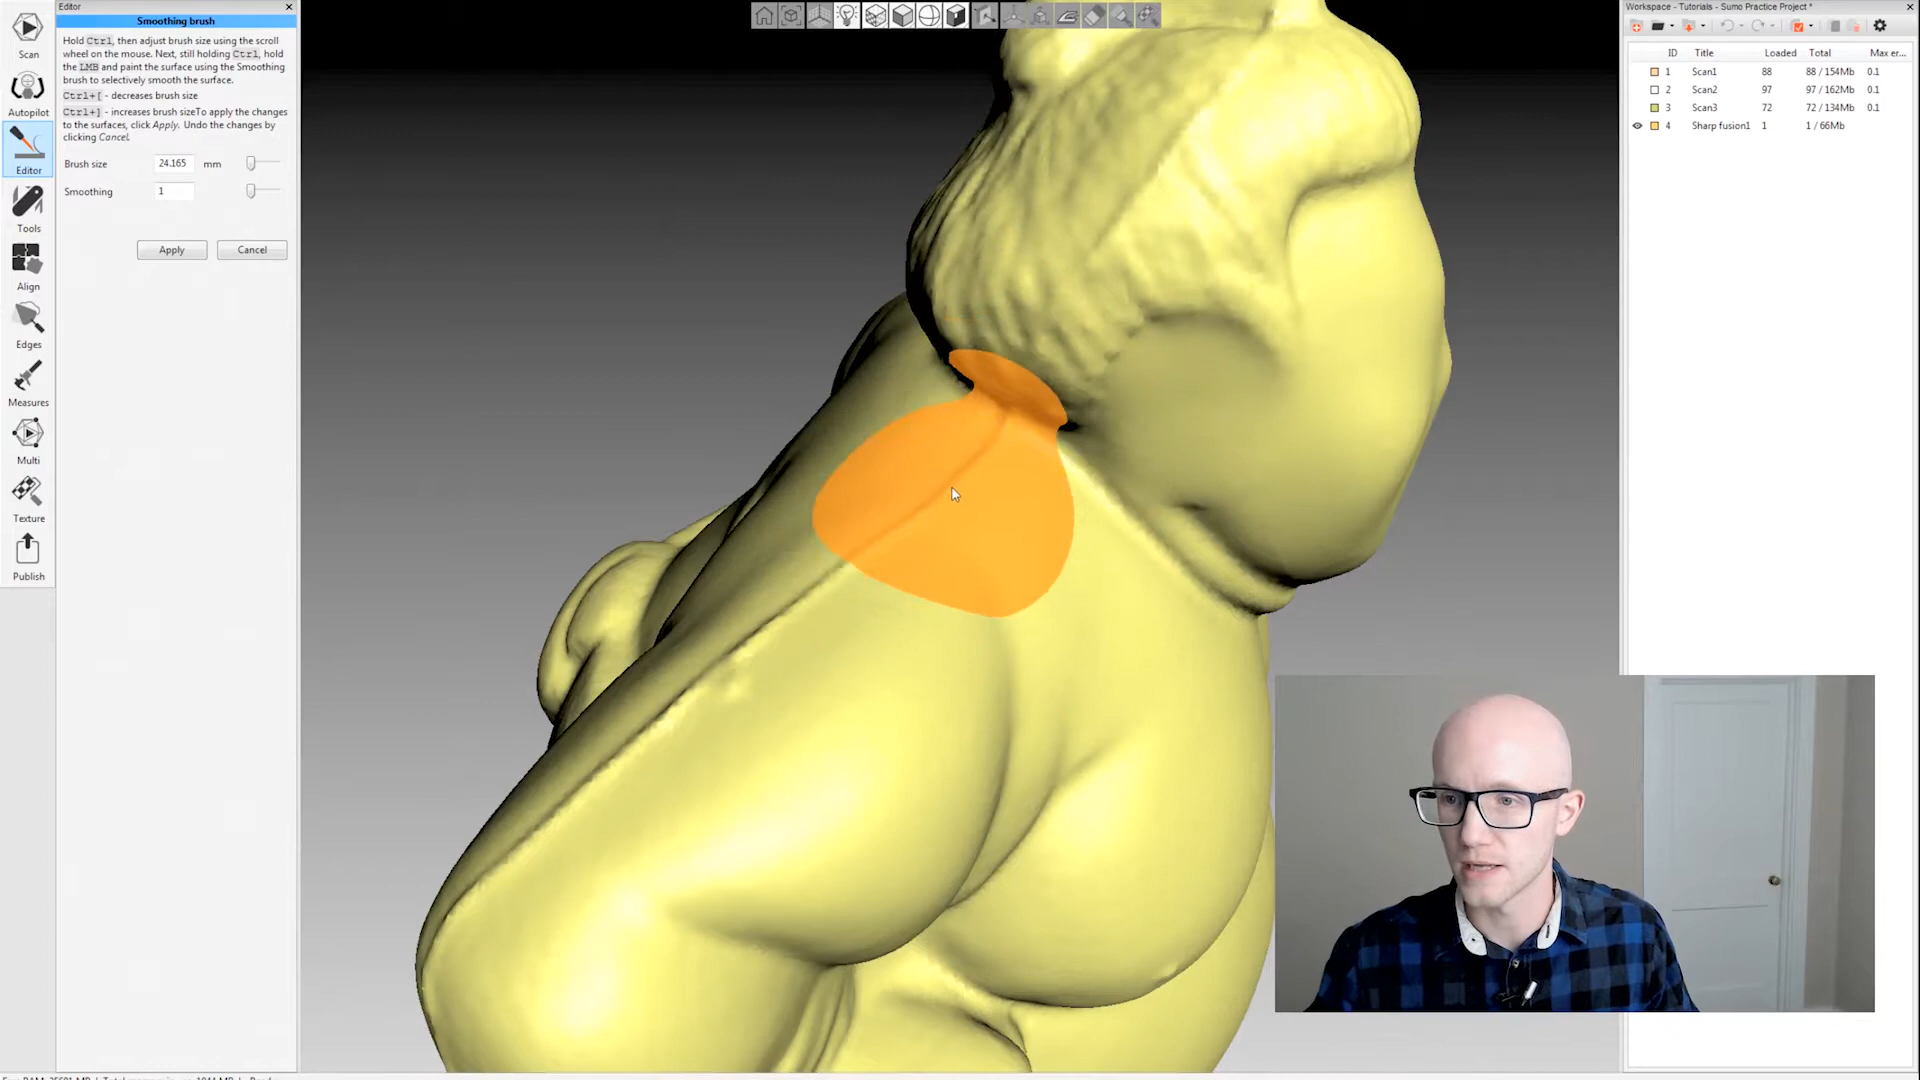 Editor
Smoothing brush
Hold Ctrl, then adjust brush size using the scroll
wheel on the mouse. Next, still holding Ctrl, hold
the LMB and paint the surface using the Smoothing
brush to selectively smooth the surface.
Ctrl+[ - decreases brush size
Ctrl+] - increases brush sizeTo apply the changes
to the surfaces, click Apply. Undo the changes by
clicking Cancel.
Brush size 24.165 mm
Smoothing 1
Apply Cancel
Scan
Autopilot
Editor
Tools
Align
Edges
Measures
Multi
Texture
Publish
Workspace - Tutorials - Sumo Practice Project *
ID Title Loaded Total Max er...
1 Scan1 88 88 / 154Mb 0.1
2 Scan2 97 97 / 162Mb 0.1
3 Scan3 72 72 / 134Mb 0.1
4 Sharp fusion1 1 1 / 66Mb